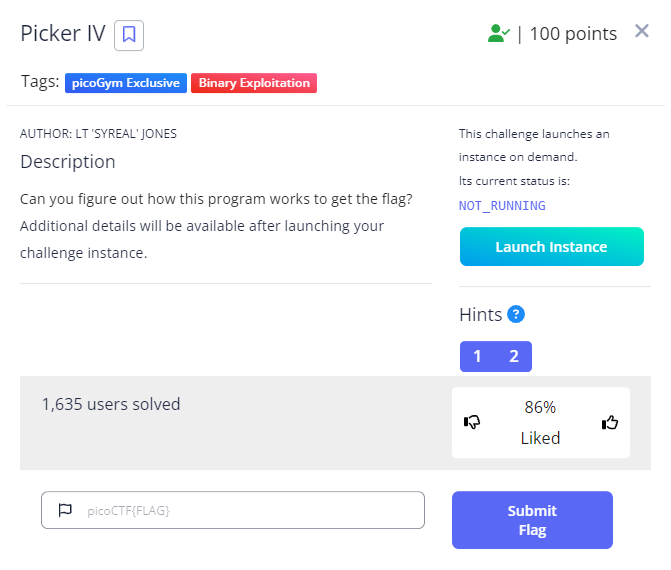 Picker IV
| 100 points
Tags: picoGym Exclusive Binary Exploitation
AUTHOR: LT 'SYREAL' JONES
Description
Can you figure out how this program works to get the flag?
Additional details will be available after launching your
challenge instance.
This challenge launches an
instance on demand.
Its current status is:
NOT_RUNNING
Launch Instance
Hints ?
1 2
1,635 users solved
86%
Liked
picoCTF{FLAG}
Submit
Flag